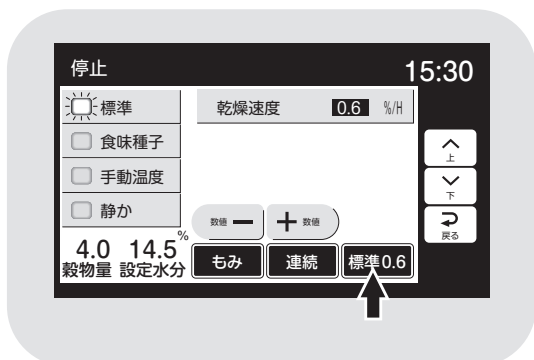 停止
15:30
標準
食味種子
手動温度
静か
乾燥速度 0.6 %/H
数値 − + 数値
上
下
戻る
4.0 14.5%
穀物量 設定水分
もみ
連続
標準0.6